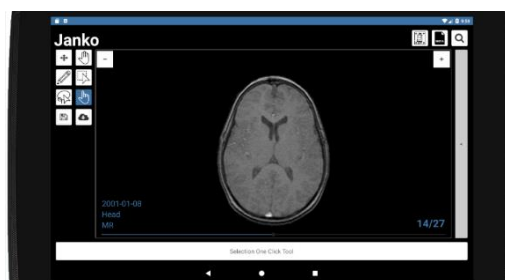 Janko
2001-01-08
Head
MR
14/27
Selection One Click Tool